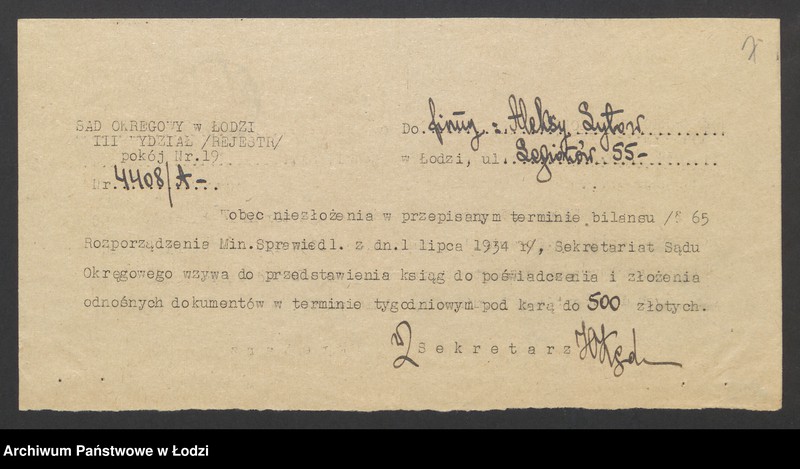 SĄD OKRĘGOWY w ŁODZI
III WYDZIAŁ /REJESTR/
pokój Nr.19
Nr. 4408/A-
Do firmy: Aleksy
w Łodzi, ul. Legionów 55-
Wobec niezłożenia w przepisanym terminie bilansu /§ 65
Rozporządzenia Min.Sprawiedl. z dn.1 lipca 1934 r/, Sekretariat Sądu
Okręgowego wzywa do przedstawienia ksiąg do poświadczenia i złożenia
odnośnych dokumentów w terminie tygodniowym pod karą do 500 złotych.
Sekretarz
Archiwum Państwowe w Łodzi